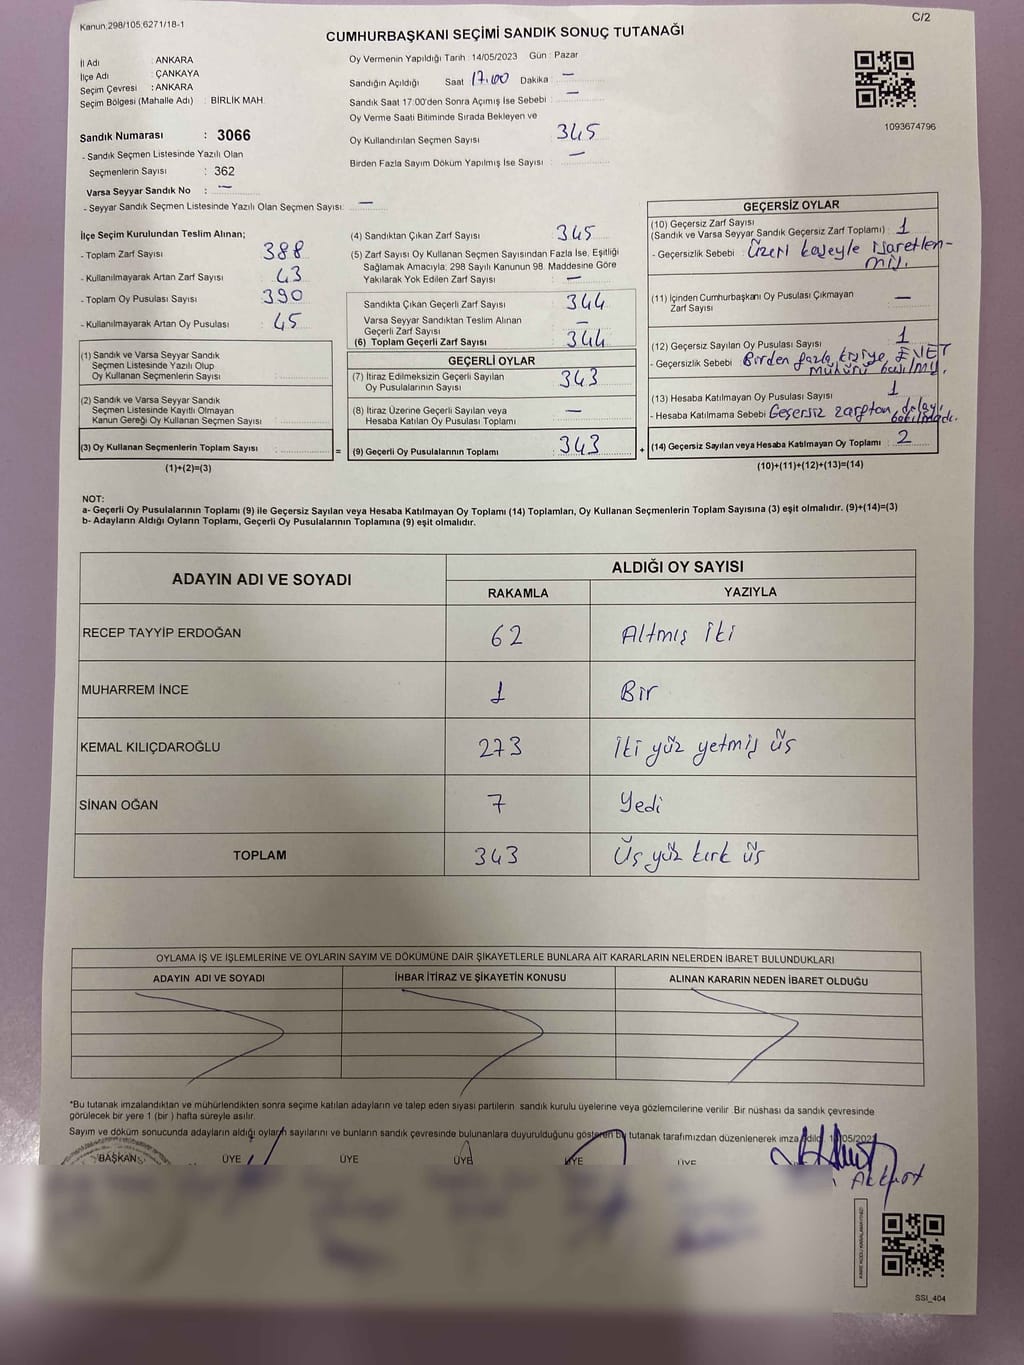 Kanun.298/105,6271/18-1
C/2
CUMHURBAŞKANI SEÇİMİ SANDIK SONUÇ TUTANAĞI
İl Adı : ANKARA
İlçe Adı : ÇANKAYA
Seçim Çevresi : ANKARA
Seçim Bölgesi (Mahalle Adı) : BİRLİK MAH.
Sandık Numarası : 3066
- Sandık Seçmen Listesinde Yazılı Olan
Seçmenlerin Sayısı : 362
Varsa Seyyar Sandık No : —
- Seyyar Sandık Seçmen Listesinde Yazılı Olan Seçmen Sayısı: —
Oy Vermenin Yapıldığı Tarih : 14/05/2023 Gün : Pazar
Sandığın Açıldığı Saat 17.00 Dakika —
Sandık Saat 17:00'den Sonra Açılmış İse Sebebi : —
Oy Verme Saati Bitiminde Sırada Bekleyen ve
Oy Kullandırılan Seçmen Sayısı 345
Birden Fazla Sayım Döküm Yapılmış İse Sayısı : —
1093674796
İlçe Seçim Kurulundan Teslim Alınan;
- Toplam Zarf Sayısı 388
- Kullanılmayarak Artan Zarf Sayısı 43
- Toplam Oy Pusulası Sayısı 390
- Kullanılmayarak Artan Oy Pusulası 45
(1) Sandık ve Varsa Seyyar Sandık
Seçmen Listesinde Yazılı Olup
Oy Kullanan Seçmenlerin Sayısı
(2) Sandık ve Varsa Seyyar Sandık
Seçmen Listesinde Kayıtlı Olmayan
Kanun Gereği Oy Kullanan Seçmen Sayısı
(3) Oy Kullanan Seçmenlerin Toplam Sayısı
(1)+(2)=(3)
=
(4) Sandıktan Çıkan Zarf Sayısı 345
(5) Zarf Sayısı Oy Kullanan Seçmen Sayısından Fazla İse, Eşitliği
Sağlamak Amacıyla, 298 Sayılı Kanunun 98. Maddesine Göre
Yakılarak Yok Edilen Zarf Sayısı : —
Sandıkta Çıkan Geçerli Zarf Sayısı 344
Varsa Seyyar Sandıktan Teslim Alınan
Geçerli Zarf Sayısı —
(6) Toplam Geçerli Zarf Sayısı 344
GEÇERLİ OYLAR
(7) İtiraz Edilmeksizin Geçerli Sayılan
Oy Pusulalarının Sayısı 343
(8) İtiraz Üzerine Geçerli Sayılan veya
Hesaba Katılan Oy Pusulası Toplamı —
(9) Geçerli Oy Pusulalarının Toplamı 343
+
GEÇERSİZ OYLAR
(10) Geçersiz Zarf Sayısı
(Sandık ve Varsa Seyyar Sandık Geçersiz Zarf Toplamı) : 1
- Geçersizlik Sebebi : Üzeri kaşeyle işaretlen-
miş.
(11) İçinden Cumhurbaşkanı Oy Pusulası Çıkmayan
Zarf Sayısı —
(12) Geçersiz Sayılan Oy Pusulası Sayısı 1
- Geçersizlik Sebebi : Birden fazla kişiye EVET
mührü basılmış.
(13) Hesaba Katılmayan Oy Pusulası Sayısı 1
- Hesaba Katılmama Sebebi : Geçersiz zarftan dolayı
bakılmadı.
(14) Geçersiz Sayılan veya Hesaba Katılmayan Oy Toplamı : 2
(10)+(11)+(12)+(13)=(14)
NOT:
a- Geçerli Oy Pusulalarının Toplamı (9) ile Geçersiz Sayılan veya Hesaba Katılmayan Oy Toplamı (14) Toplamları, Oy Kullanan Seçmenlerin Toplam Sayısına (3) eşit olmalıdır. (9)+(14)=(3)
b- Adayların Aldığı Oyların Toplamı, Geçerli Oy Pusulalarının Toplamına (9) eşit olmalıdır.
ADAYIN ADI VE SOYADI
ALDIĞI OY SAYISI
RAKAMLA YAZIYLA
RECEP TAYYİP ERDOĞAN 62 Altmış iki
MUHARREM İNCE 1 Bir
KEMAL KILIÇDAROĞLU 273 İki yüz yetmiş üç
SİNAN OĞAN 7 Yedi
TOPLAM 343 Üç yüz kırk üç
OYLAMA İŞ VE İŞLEMLERİNE VE OYLARIN SAYIM VE DÖKÜMÜNE DAİR ŞİKAYETLERLE BUNLARA AİT KARARLARIN NELERDEN İBARET BULUNDUKLARI
ADAYIN ADI VE SOYADI İHBAR İTİRAZ VE ŞİKAYETİN KONUSU ALINAN KARARIN NEDEN İBARET OLDUĞU
*Bu tutanak imzalandıktan ve mühürlendikten sonra seçime katılan adayların ve talep eden siyasi partilerin sandık kurulu üyelerine veya gözlemcilerine verilir. Bir nüshası da sandık çevresinde
görülecek bir yere 1 (bir ) hafta süreyle asılır.
Sayım ve döküm sonucunda adayların aldığı oyların sayılarını ve bunların sandık çevresinde bulunanlara duyurulduğunu gösteren bu tutanak tarafımızdan düzenlenerek imza edildi.
BAŞKAN ÜYE ÜYE ÜYE ÜYE ÜYE
SSI_404